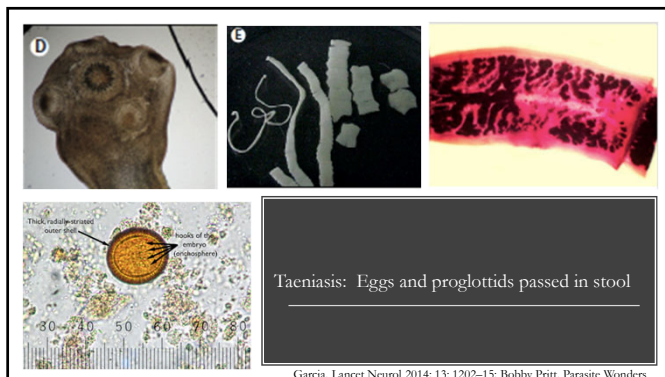 D
E
Thick, radially-striated
outer shell
hooks of the
embryo
(onchosphere)
30 40 50 60 70 80
Taeniasis: Eggs and proglottids passed in stool
Garcia, Lancet Neurol 2014; 13: 1202–15; Bobby Pritt, Parasite Wonders